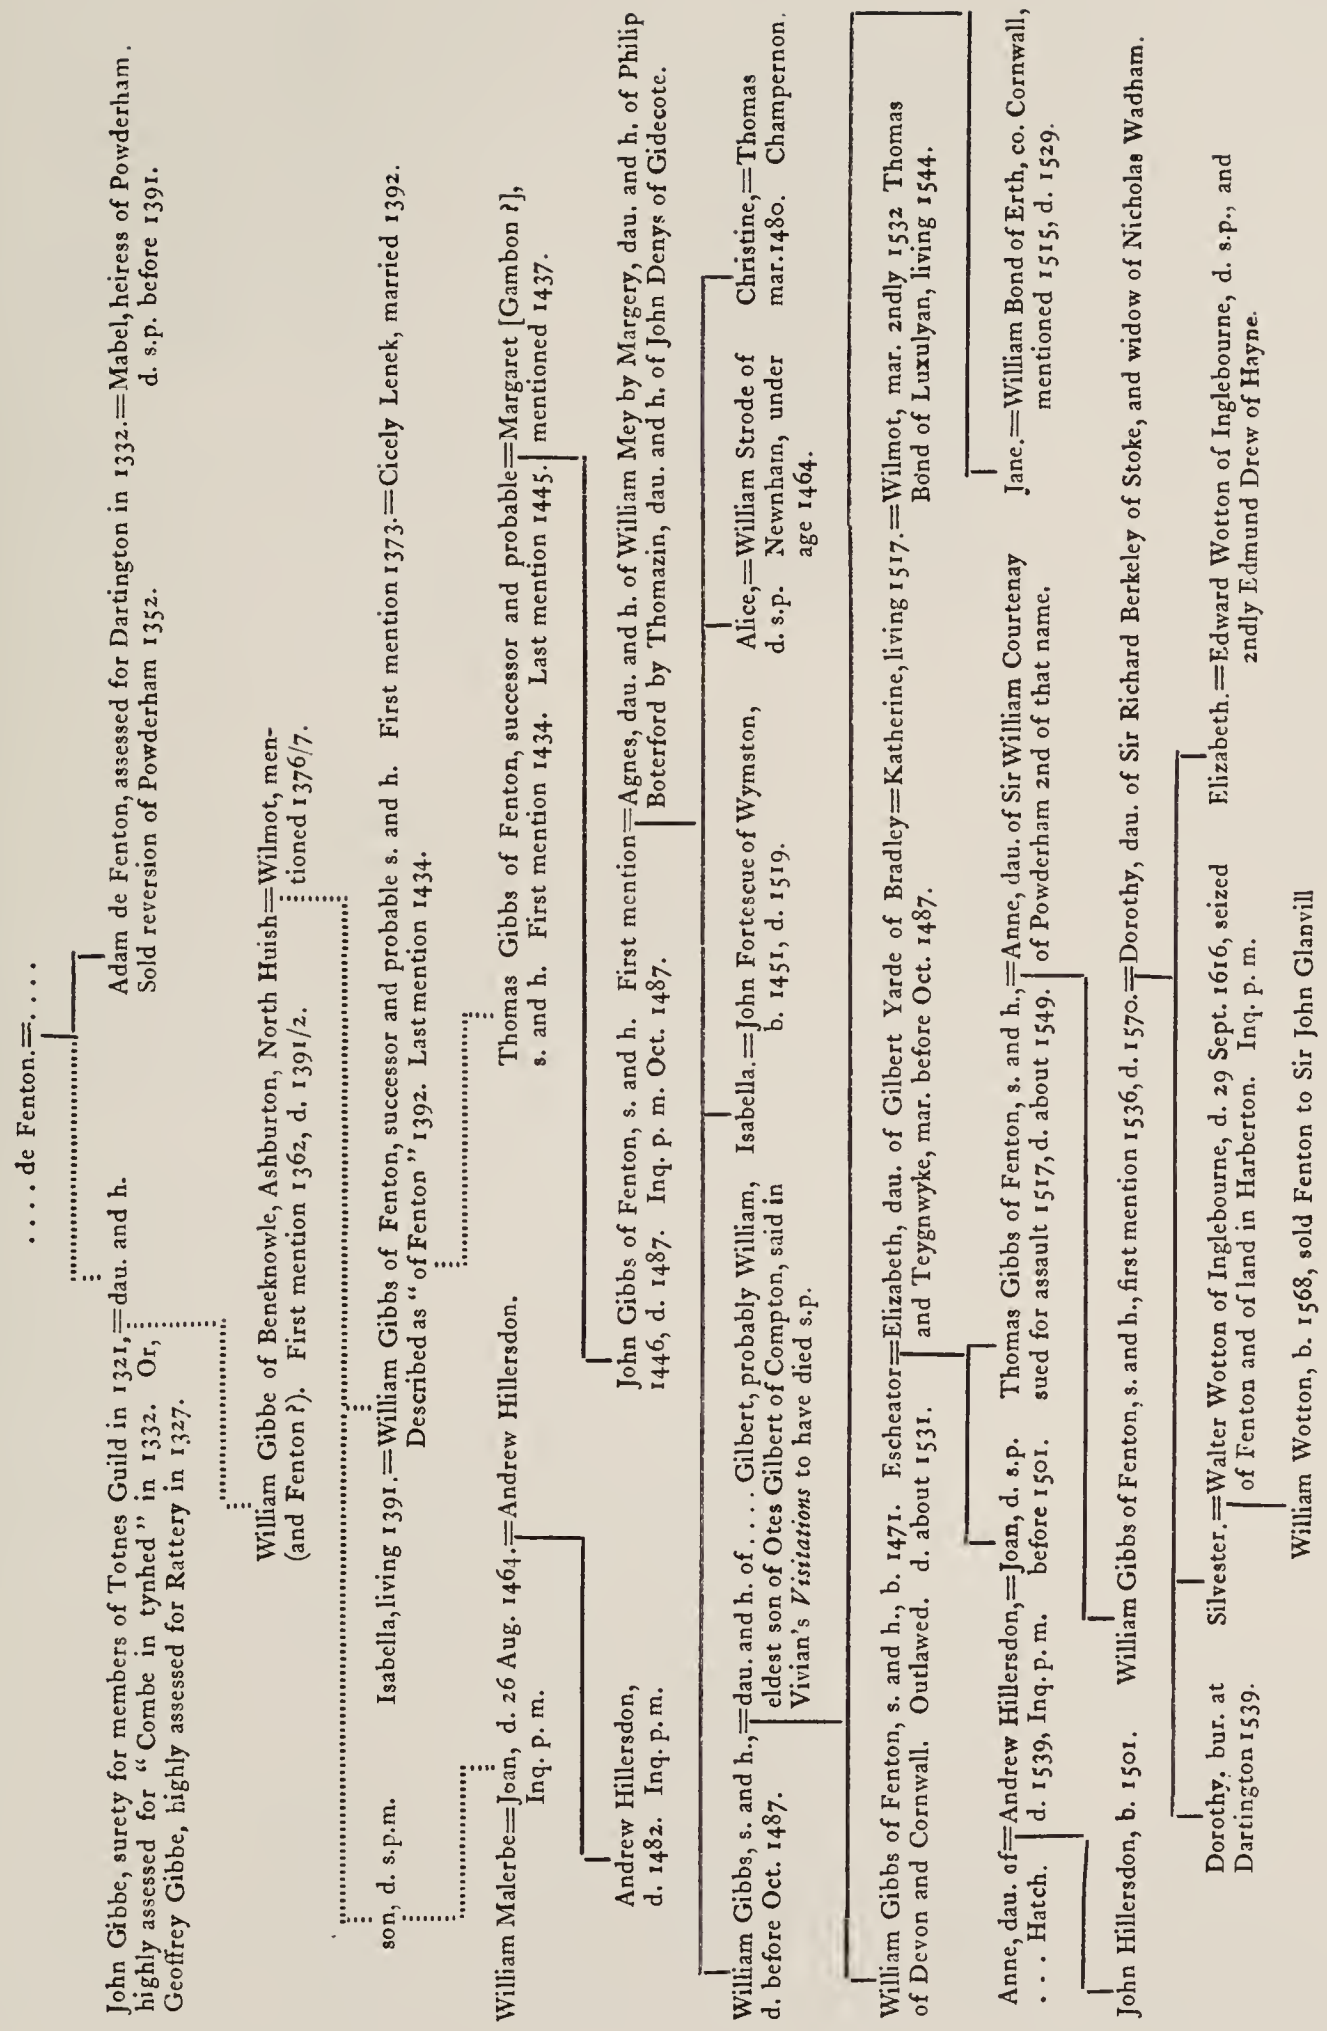 . . . . de Fenton.=. . . .
John Gibbe, surety for members of Totnes Guild in 1321,=dau. and h.
highly assessed for “Combe in tynhed” in 1332. Or,
Geoffrey Gibbe, highly assessed for Rattery in 1327.
Adam de Fenton, assessed for Dartington in 1332.=Mabel, heiress of Powderham.
Sold reversion of Powderham 1352.
d. s.p. before 1391.
William Gibbe of Beneknowle, Ashburton, North Huish=Wilmot, men-
(and Fenton ?). First mention 1362, d. 1391/2.
tioned 1376/7.
son, d. s.p.m.
Isabella, living 1391.=William Gibbs of Fenton, successor and probable s. and h. First mention 1373.=Cicely Lenek, married 1392.
Described as “of Fenton” 1392. Last mention 1434.
William Malerbe=Joan, d. 26 Aug. 1464.=Andrew Hillersdon.
Inq. p. m.
Thomas Gibbs of Fenton, successor and probable=Margaret [Gambon ?],
s. and h. First mention 1434. Last mention 1445.
mentioned 1437.
Andrew Hillersdon,
d. 1482. Inq. p. m.
John Gibbs of Fenton, s. and h. First mention=Agnes, dau. and h. of William Mey by Margery, dau. and h. of Philip
1446, d. 1487. Inq. p. m. Oct. 1487.
Boterford by Thomazin, dau. and h. of John Denys of Gidecote.
William Gibbs, s. and h.,=dau. and h. of . . . . Gilbert, probably William,
d. before Oct. 1487.
eldest son of Otes Gilbert of Compton, said in
Vivian's Visitations to have died s.p.
Isabella.=John Fortescue of Wymston,
b. 1451, d. 1519.
Alice,=William Strode of
d. s.p.
Newnham, under
age 1464.
Christine,=Thomas
mar. 1480. Champernon.
William Gibbs of Fenton, s. and h., b. 1471. Escheator=Elizabeth, dau. of Gilbert Yarde of Bradley=Katherine, living 1517.=Wilmot, mar. 2ndly 1532 Thomas
of Devon and Cornwall. Outlawed. d. about 1531.
and Teygnwyke, mar. before Oct. 1487.
Bond of Luxulyan, living 1544.
Anne, dau. of=Andrew Hillersdon,=Joan, d. s.p.
. . . Hatch.
d. 1539, Inq. p. m.
before 1501.
Thomas Gibbs of Fenton, s. and h.,=Anne, dau. of Sir William Courtenay
sued for assault 1517, d. about 1549.
of Powderham 2nd of that name.
Jane.=William Bond of Erth, co. Cornwall,
mentioned 1515, d. 1529.
John Hillersdon, b. 1501.
William Gibbs of Fenton, s. and h., first mention 1536, d. 1570.=Dorothy, dau. of Sir Richard Berkeley of Stoke, and widow of Nicholas Wadham.
Dorothy, bur. at
Dartington 1539.
Silvester.=Walter Wotton of Inglebourne, d. 29 Sept. 1616, seized
of Fenton and of land in Harberton. Inq. p. m.
Elizabeth.=Edward Wotton of Inglebourne, d. s.p., and
2ndly Edmund Drew of Hayne.
William Wotton, b. 1568, sold Fenton to Sir John Glanvill